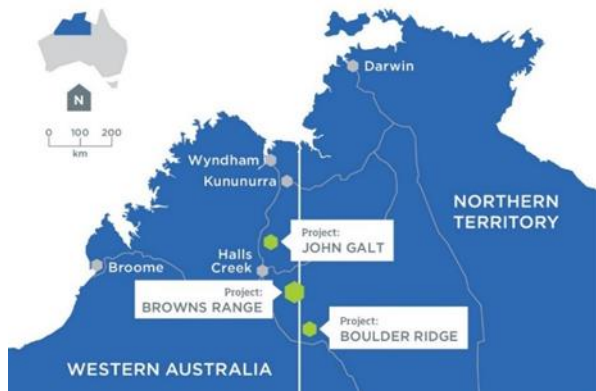 N
0 100 200
km
Darwin
Wyndham
Kununurra
NORTHERN
TERRITORY
Project:
JOHN GALT
Halls
Creek
Broome
Project:
BROWNS RANGE
Project:
BOULDER RIDGE
WESTERN AUSTRALIA